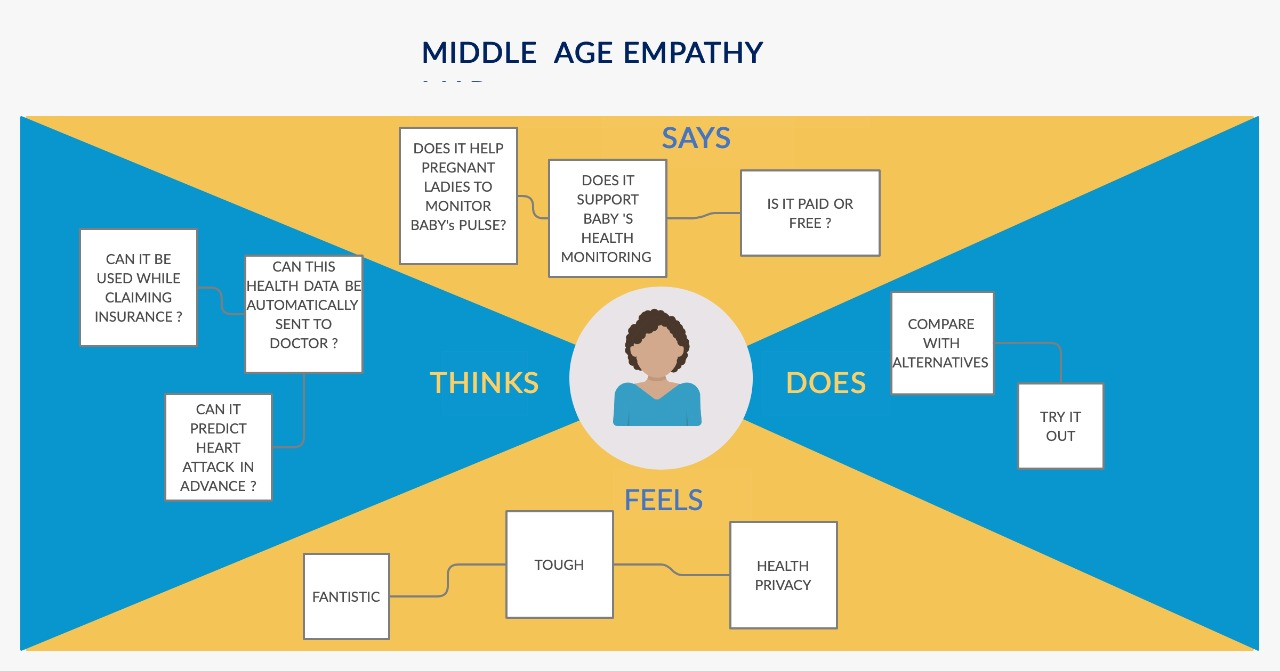 MIDDLE AGE EMPATHY
SAYS
DOES IT HELP
PREGNANT
LADIES TO
MONITOR
BABY's PULSE?
DOES IT
SUPPORT
BABY 'S
HEALTH
MONITORING
IS IT PAID OR
FREE ?
CAN IT BE
USED WHILE
CLAIMING
INSURANCE ?
CAN THIS
HEALTH DATA BE
AUTOMATICALLY
SENT TO
DOCTOR ?
CAN IT
PREDICT
HEART
ATTACK IN
ADVANCE ?
THINKS
DOES
COMPARE
WITH
ALTERNATIVES
TRY IT
OUT
FEELS
FANTISTIC
TOUGH
HEALTH
PRIVACY